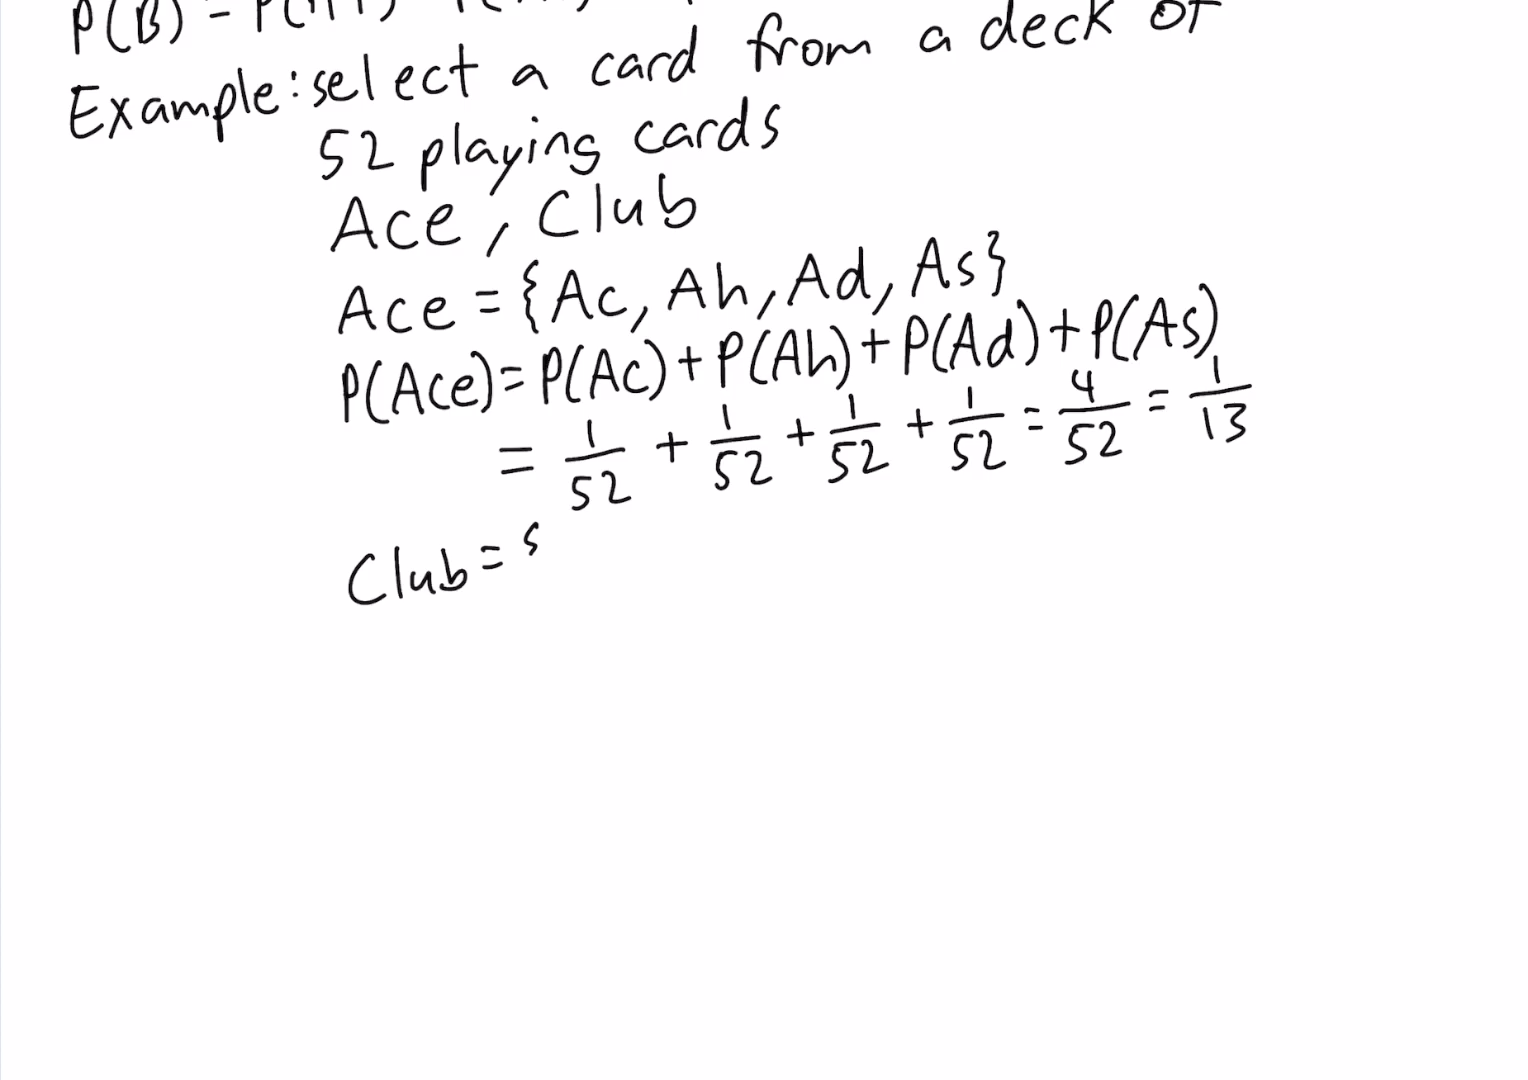 P(B) =
Example: select a card from a deck of
52 playing cards
Ace, Club
Ace = {Ac, Ah, Ad, As}
P(Ace) = P(Ac) + P(Ah) + P(Ad) + P(As)
= 1/52 + 1/52 + 1/52 + 1/52 = 4/52 = 1/13
Club =